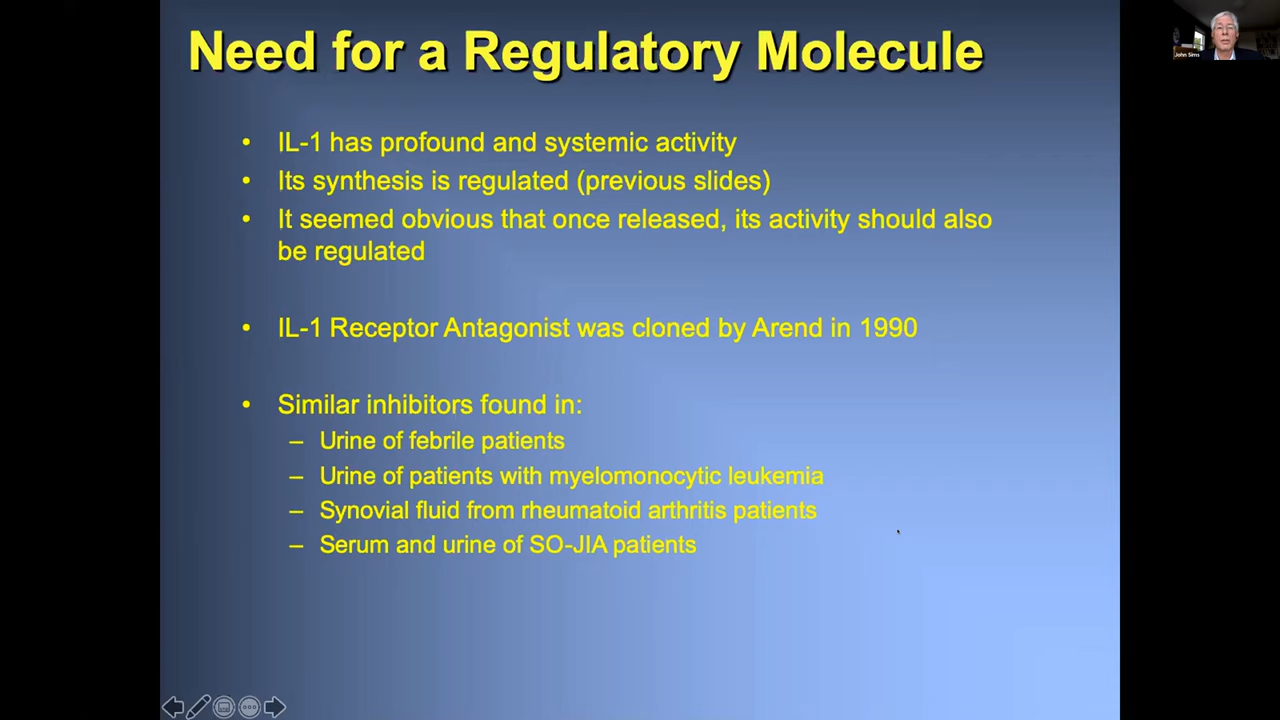 Need for a Regulatory Molecule
John Sims
• IL-1 has profound and systemic activity
• Its synthesis is regulated (previous slides)
• It seemed obvious that once released, its activity should also
be regulated
• IL-1 Receptor Antagonist was cloned by Arend in 1990
• Similar inhibitors found in:
– Urine of febrile patients
– Urine of patients with myelomonocytic leukemia
– Synovial fluid from rheumatoid arthritis patients
– Serum and urine of SO-JIA patients